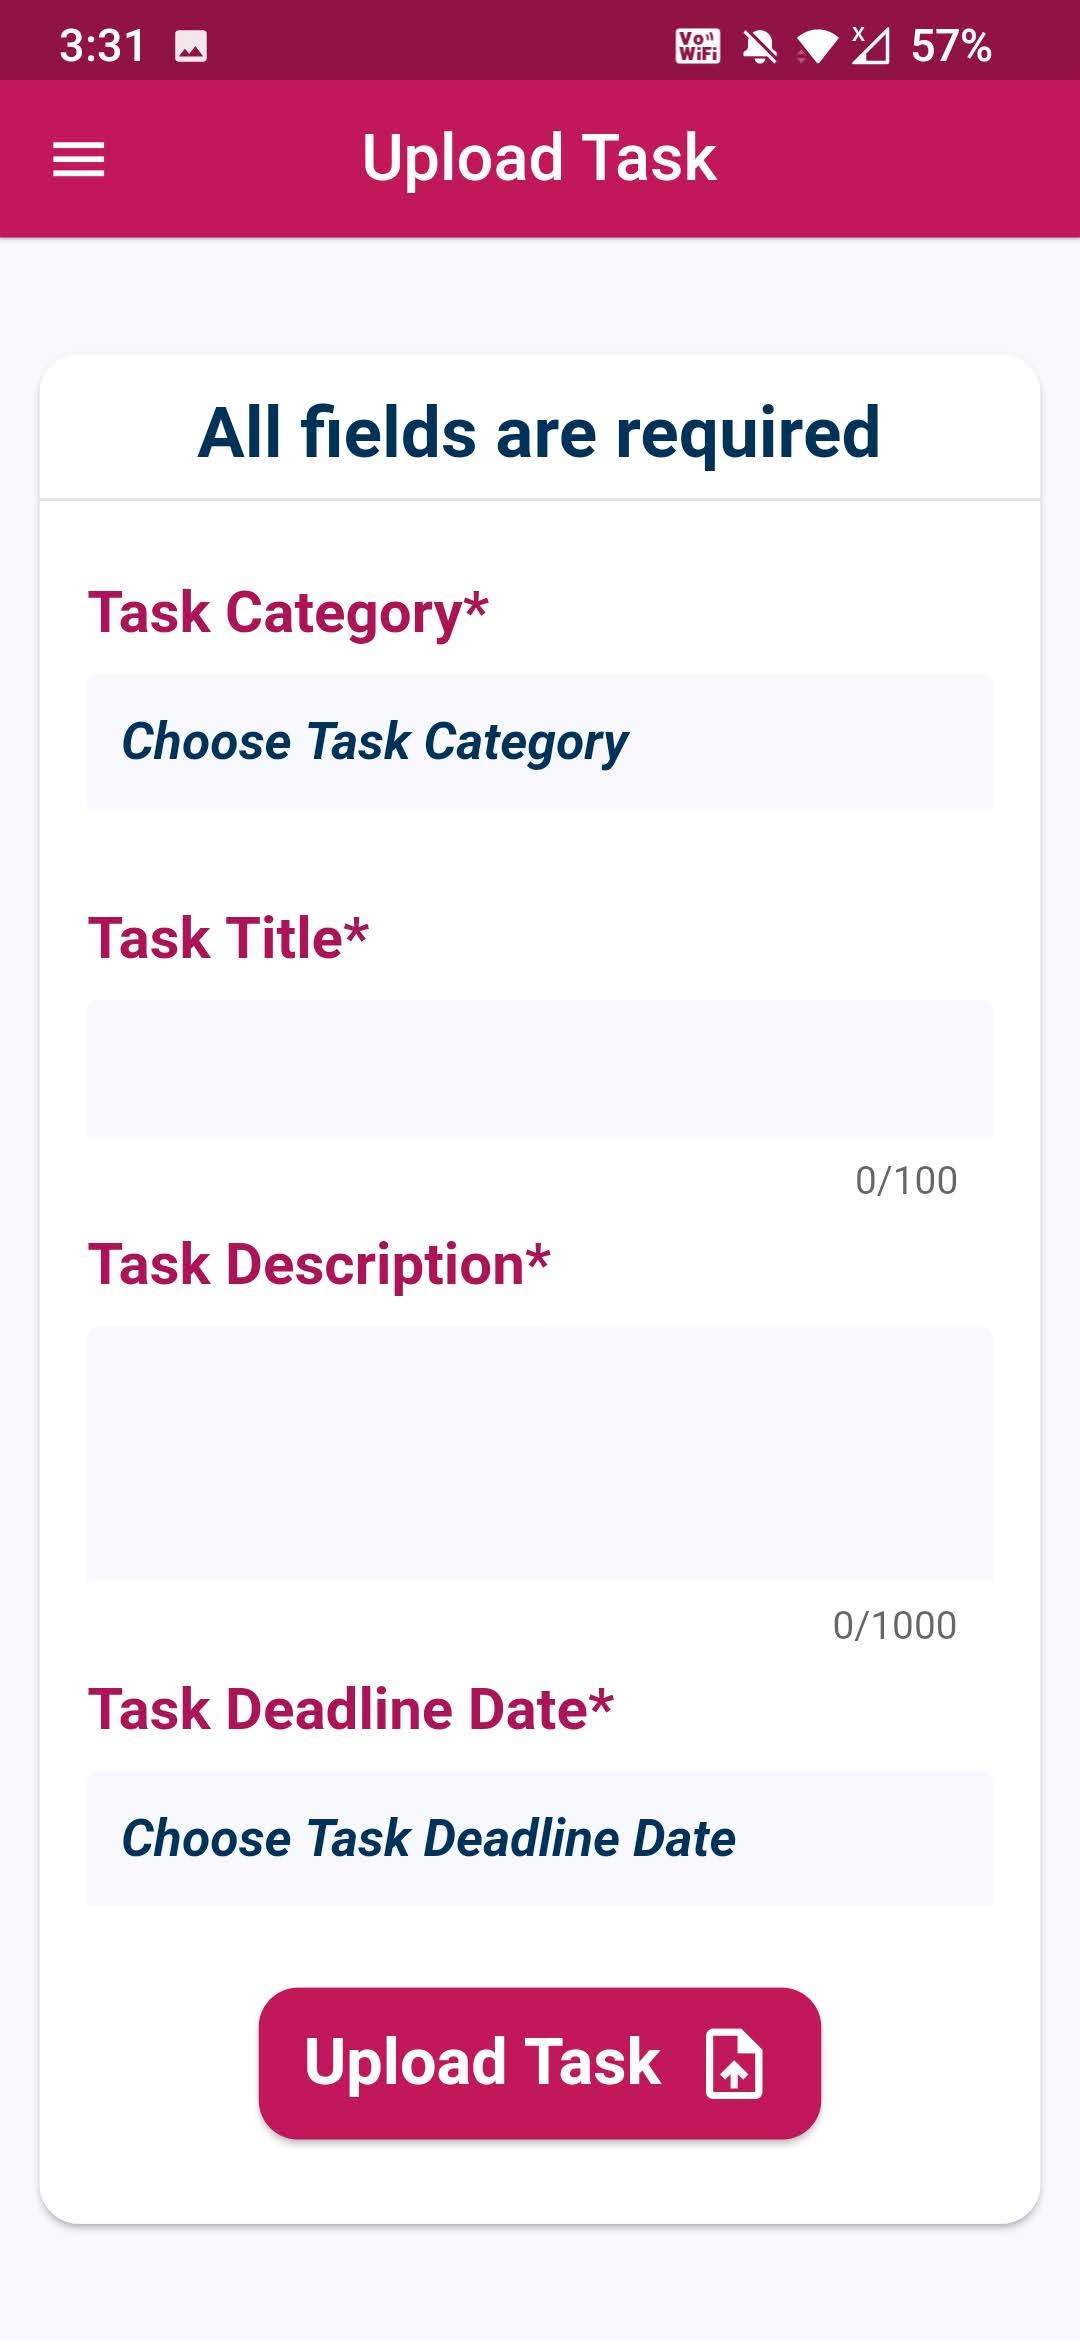 3:31
Vo WiFi
57%
Upload Task
All fields are required
Task Category*
Choose Task Category
Task Title*
0/100
Task Description*
0/1000
Task Deadline Date*
Choose Task Deadline Date
Upload Task